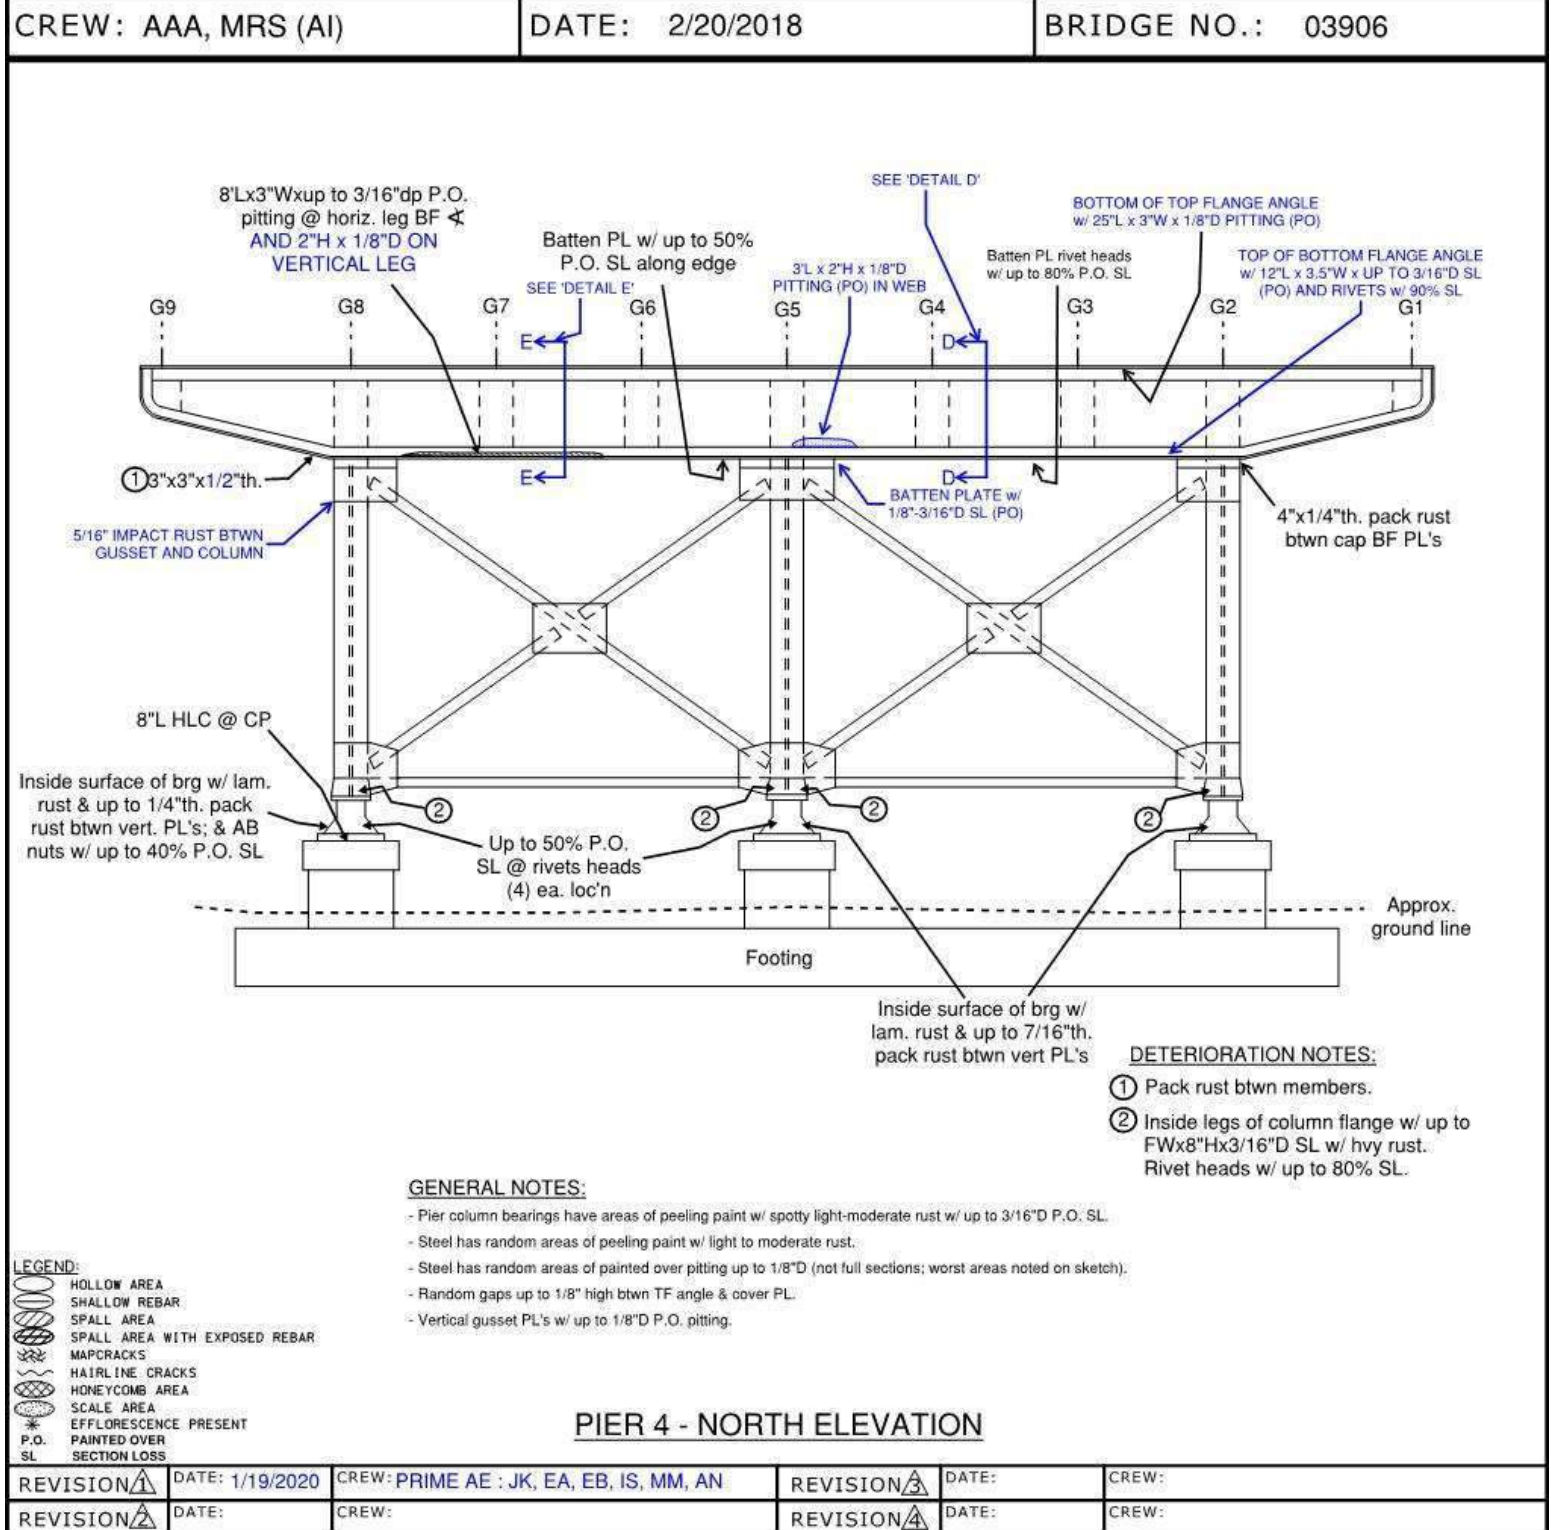 CREW: AAA, MRS (AI)
DATE: 2/20/2018
BRIDGE NO.: 03906
8'Lx3"Wxup to 3/16"dp P.O.
pitting @ horiz. leg BF ∢
AND 2"H x 1/8"D ON
VERTICAL LEG
Batten PL w/ up to 50%
P.O. SL along edge
SEE 'DETAIL E'
3'L x 2"H x 1/8"D
PITTING (PO) IN WEB
SEE 'DETAIL D'
Batten PL rivet heads
w/ up to 80% P.O. SL
BOTTOM OF TOP FLANGE ANGLE
w/ 25"L x 3"W x 1/8"D PITTING (PO)
TOP OF BOTTOM FLANGE ANGLE
w/ 12"L x 3.5"W x UP TO 3/16"D SL
(PO) AND RIVETS w/ 90% SL
G9
G8
G7
G6
G5
G4
G3
G2
G1
E
D
E
D
① 3"x3"x1/2"th.
5/16" IMPACT RUST BTWN
GUSSET AND COLUMN
BATTEN PLATE w/
1/8"-3/16"D SL (PO)
4"x1/4"th. pack rust
btwn cap BF PL's
8"L HLC @ CP
Inside surface of brg w/ lam.
rust & up to 1/4"th. pack
rust btwn vert. PL's; & AB
nuts w/ up to 40% P.O. SL
②
②
②
②
Up to 50% P.O.
SL @ rivets heads
(4) ea. loc'n
Approx.
ground line
Footing
Inside surface of brg w/
lam. rust & up to 7/16"th.
pack rust btwn vert PL's
DETERIORATION NOTES:
① Pack rust btwn members.
② Inside legs of column flange w/ up to
FWx8"Hx3/16"D SL w/ hvy rust.
Rivet heads w/ up to 80% SL.
GENERAL NOTES:
- Pier column bearings have areas of peeling paint w/ spotty light-moderate rust w/ up to 3/16"D P.O. SL.
- Steel has random areas of peeling paint w/ light to moderate rust.
- Steel has random areas of painted over pitting up to 1/8"D (not full sections; worst areas noted on sketch).
- Random gaps up to 1/8" high btwn TF angle & cover PL.
- Vertical gusset PL's w/ up to 1/8"D P.O. pitting.
LEGEND:
HOLLOW AREA
SHALLOW REBAR
SPALL AREA
SPALL AREA WITH EXPOSED REBAR
MAPCRACKS
HAIRLINE CRACKS
HONEYCOMB AREA
SCALE AREA
EFFLORESCENCE PRESENT
P.O. PAINTED OVER
SL SECTION LOSS
PIER 4 - NORTH ELEVATION
REVISION 1 DATE: 1/19/2020 CREW: PRIME AE : JK, EA, EB, IS, MM, AN
REVISION 3 DATE: CREW:
REVISION 2 DATE: CREW:
REVISION 4 DATE: CREW: